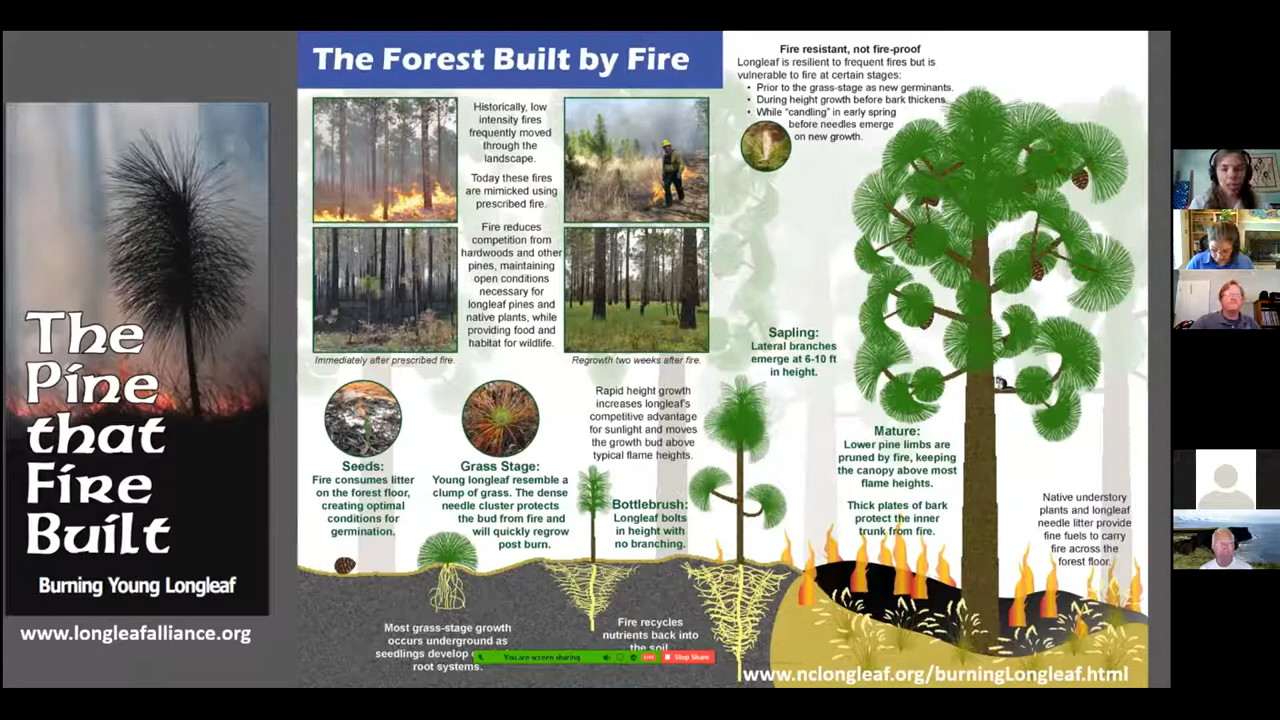 The
Pine
that
Fire
Built
Burning Young Longleaf
www.longleafalliance.org
The Forest Built by Fire
Historically, low
intensity fires
frequently moved
through the
landscape.
Today these fires
are mimicked using
prescribed fire.
Fire reduces
competition from
hardwoods and other
pines, maintaining
open conditions
necessary for
longleaf pines and
native plants, while
providing food and
habitat for wildlife.
Immediately after prescribed fire.
Regrowth two weeks after fire.
Fire resistant, not fire-proof
Longleaf is resilient to frequent fires but is
vulnerable to fire at certain stages:
• Prior to the grass-stage as new germinants.
• During height growth before bark thickens.
• While “candling” in early spring
before needles emerge
on new growth.
Seeds:
Fire consumes litter
on the forest floor,
creating optimal
conditions for
germination.
Grass Stage:
Young longleaf resemble a
clump of grass. The dense
needle cluster protects
the bud from fire and
will quickly regrow
post burn.
Rapid height growth
increases longleaf's
competitive advantage
for sunlight and moves
the growth bud above
typical flame heights.
Bottlebrush:
Longleaf bolts
in height with
no branching.
Sapling:
Lateral branches
emerge at 6-10 ft
in height.
Mature:
Lower pine limbs are
pruned by fire, keeping
the canopy above most
flame heights.
Thick plates of bark
protect the inner
trunk from fire.
Native understory
plants and longleaf
needle litter provide
fine fuels to carry
fire across the
forest floor.
Most grass-stage growth
occurs underground as
seedlings develop
root systems.
Fire recycles
nutrients back into
the soil
You are screen sharing
LIVE
Stop Share
www.nclongleaf.org/burningLongleaf.html